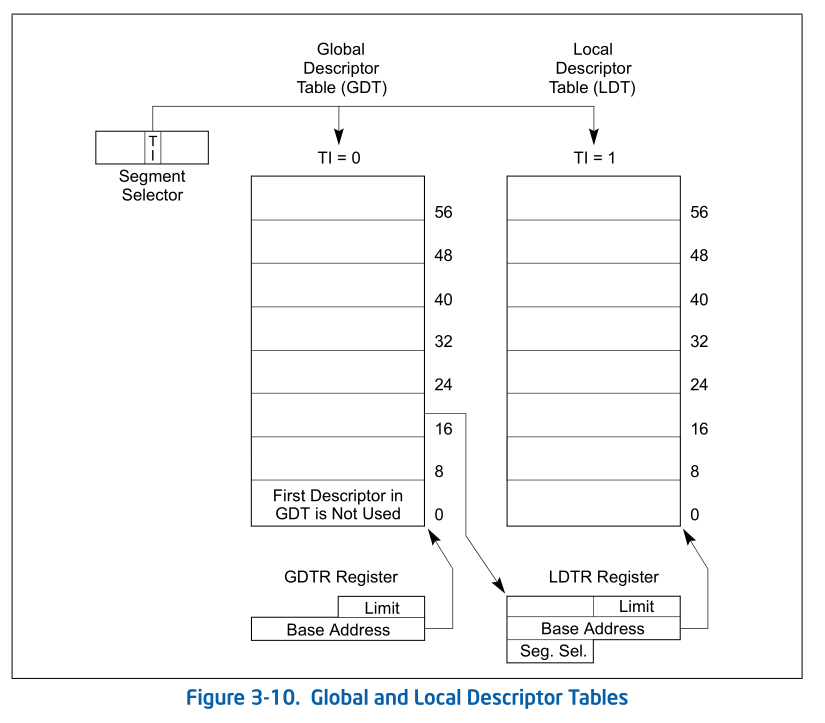 Global
Descriptor
Table (GDT)
Local
Descriptor
Table (LDT)
T
I
Segment
Selector
TI = 0
TI = 1
56
48
40
32
24
16
8
First Descriptor in
GDT is Not Used
0
56
48
40
32
24
16
8
0
GDTR Register
Limit
Base Address
LDTR Register
Limit
Base Address
Seg. Sel.
Figure 3-10. Global and Local Descriptor Tables